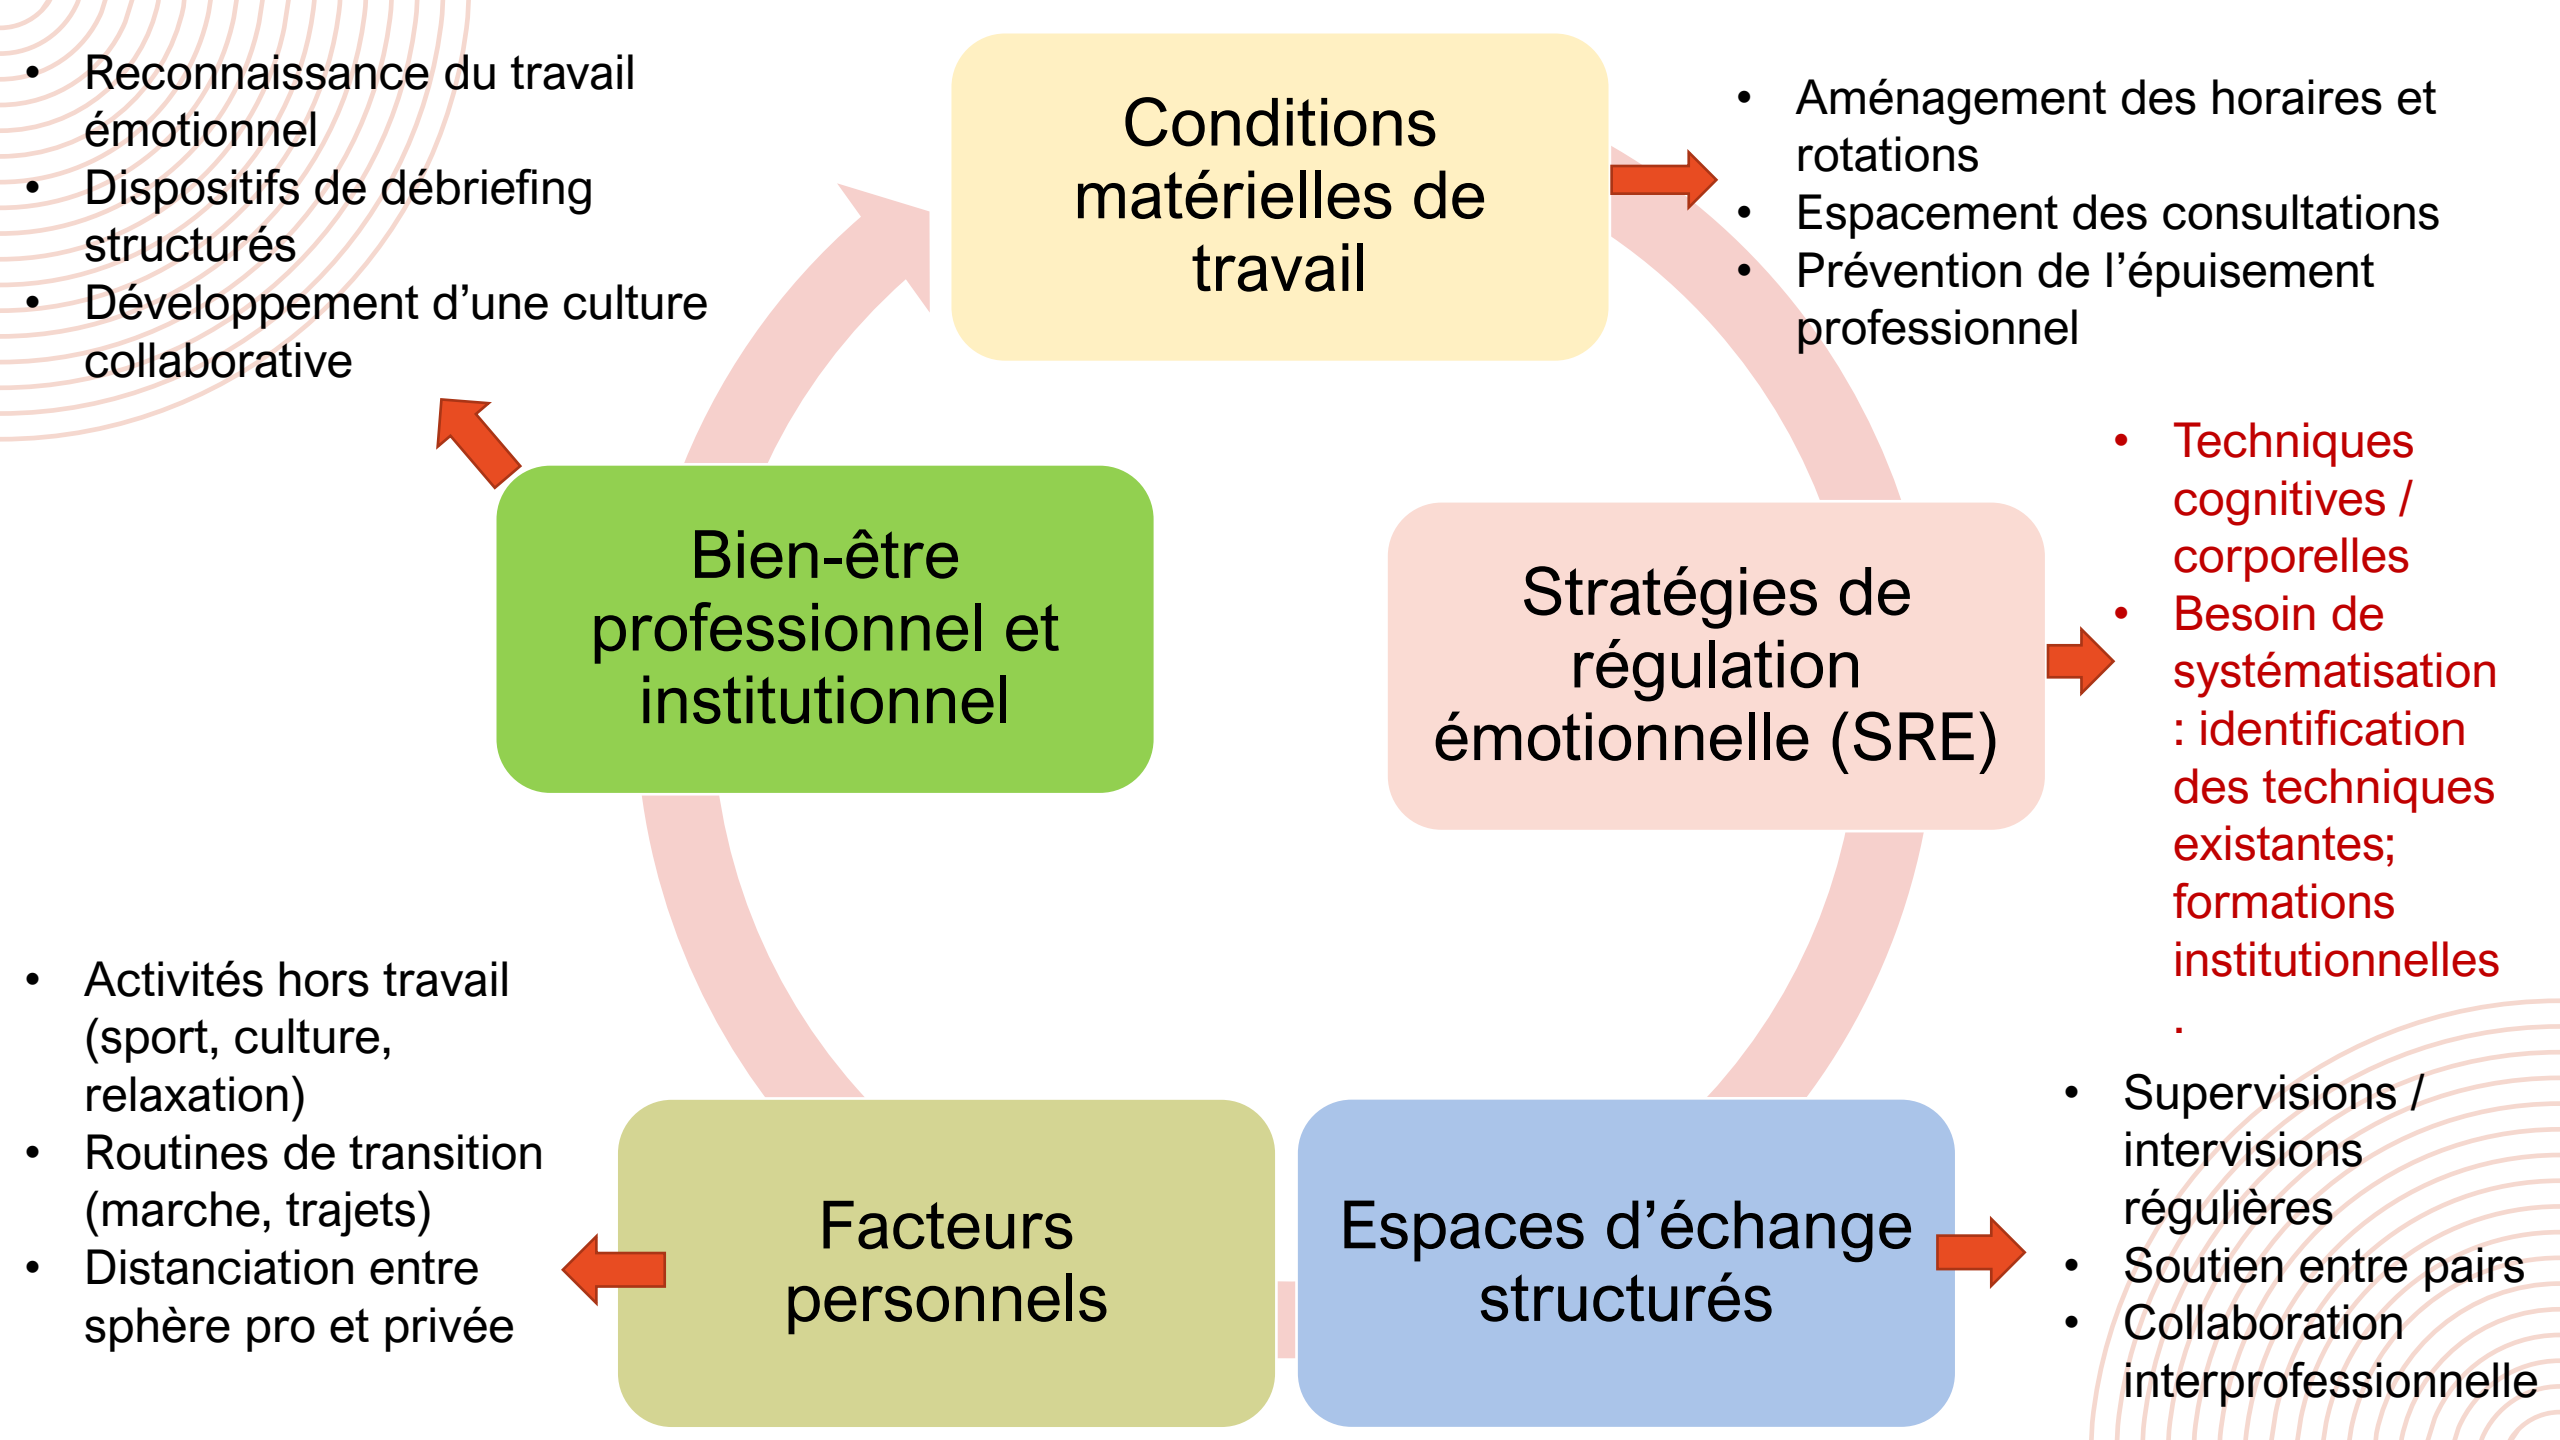 • Reconnaissance du travail
émotionnel
• Dispositifs de débriefing
structurés
• Développement d’une culture
collaborative
Conditions
matérielles de
travail
• Aménagement des horaires et
rotations
• Espacement des consultations
• Prévention de l’épuisement
professionnel
Bien-être
professionnel et
institutionnel
Stratégies de
régulation
émotionnelle (SRE)
• Techniques
cognitives /
corporelles
• Besoin de
systématisation
: identification
des techniques
existantes;
formations
institutionnelles
.
• Activités hors travail
(sport, culture,
relaxation)
• Routines de transition
(marche, trajets)
• Distanciation entre
sphère pro et privée
Facteurs
personnels
Espaces d’échange
structurés
• Supervisions /
intervisions
régulières
• Soutien entre pairs
• Collaboration
interprofessionnelle